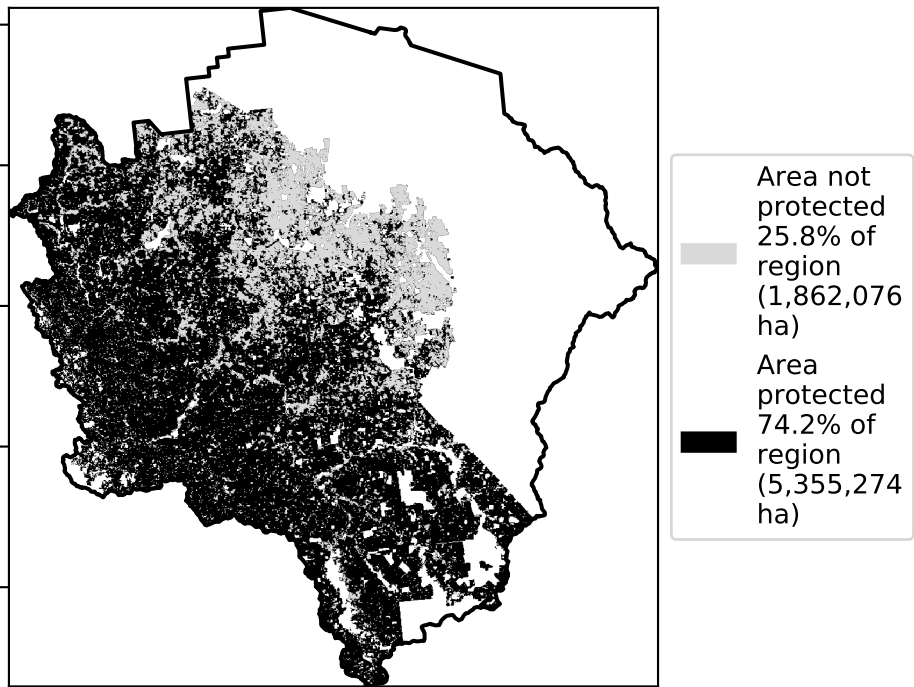 Area not
protected
25.8% of
region
(1,862,076
ha)
Area
protected
74.2% of
region
(5,355,274
ha)